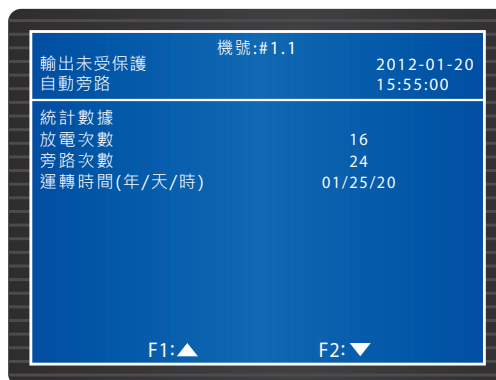 機號:#1.1
輸出未受保護 2012-01-20
自動旁路 15:55:00
統計數據
放電次數 16
旁路次數 24
運轉時間(年/天/時) 01/25/20
F1:▲ F2:▼